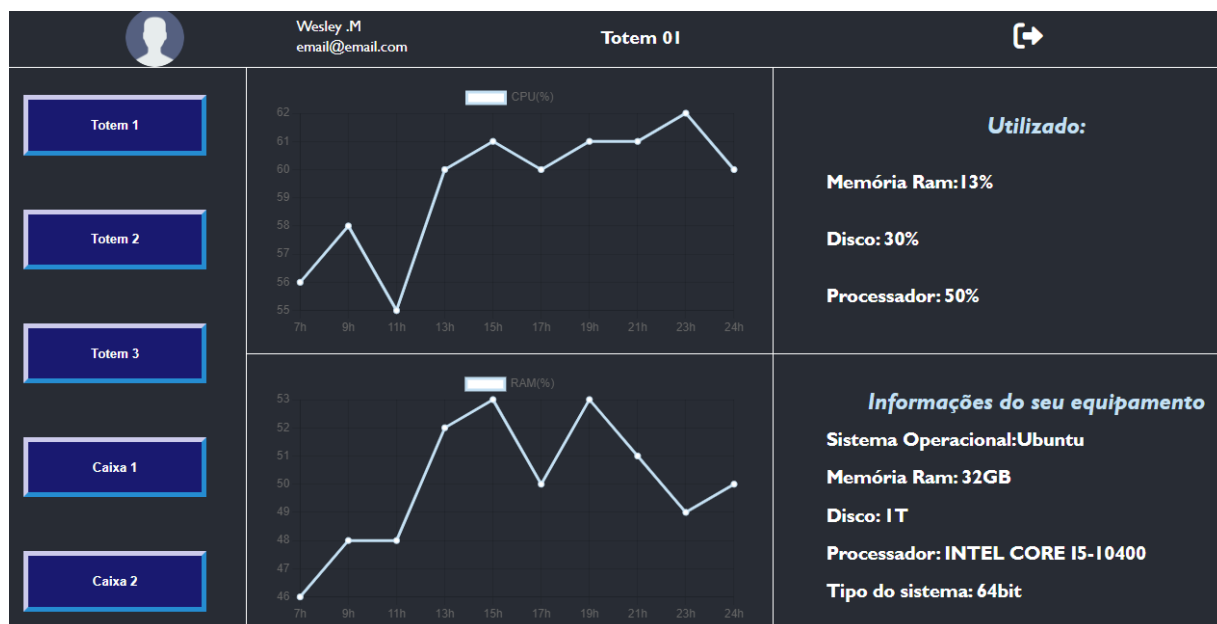 Wesley .M
email@email.com
Totem 01
Totem 1
Totem 2
Totem 3
Caixa 1
Caixa 2
CPU(%)
62
61
60
59
58
57
56
55
7h 9h 11h 13h 15h 17h 19h 21h 23h 24h
RAM(%)
53
52
51
50
49
48
47
46
7h 9h 11h 13h 15h 17h 19h 21h 23h 24h
Utilizado:
Memória Ram:13%
Disco: 30%
Processador: 50%
Informações do seu equipamento
Sistema Operacional:Ubuntu
Memória Ram: 32GB
Disco: 1T
Processador: INTEL CORE I5-10400
Tipo do sistema: 64bit